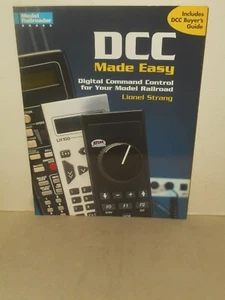 Model
Railroader
BOOKS
Includes
DCC Buyer's
Guide
DCC
Made Easy
Digital Command Control
for Your Model Railroad
Lionel Strang
LH100